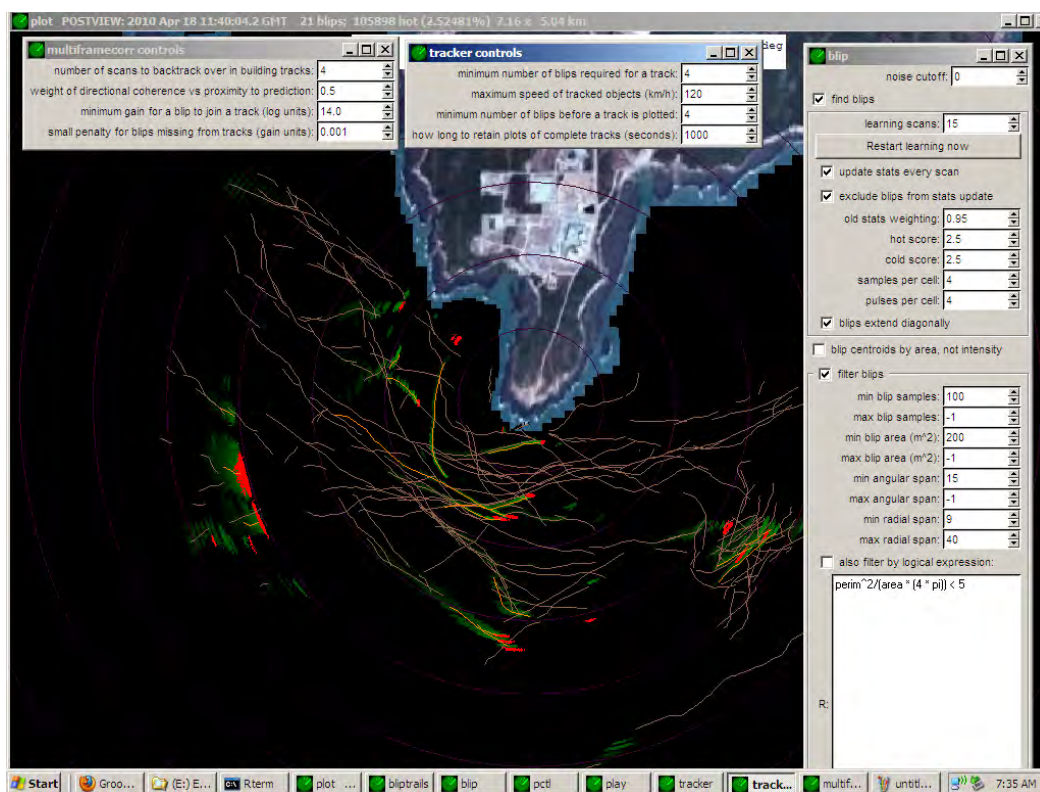 plot POSTVIEW: 2010 Apr 18 11:40:04.2 GMT 21 blips; 105898 hot (2.52481%) 7.16 x 5.04 km
multiframecorr controls
number of scans to backtrack over in building tracks: 4
weight of directional coherence vs proximity to prediction: 0.5
minimum gain for a blip to join a track (log units): 14.0
small penalty for blips missing from tracks (gain units): 0.001
tracker controls
minimum number of blips required for a track: 4
maximum speed of tracked objects (km/h): 120
minimum number of blips before a track is plotted: 4
how long to retain plots of complete tracks (seconds): 1000
deg
blip
noise cutoff: 0
find blips
learning scans: 15
Restart learning now
update stats every scan
exclude blips from stats update
old stats weighting: 0.95
hot score: 2.5
cold score: 2.5
samples per cell: 4
pulses per cell: 4
blips extend diagonally
blip centroids by area, not intensity
filter blips
min blip samples: 100
max blip samples: -1
min blip area (m^2): 200
max blip area (m^2): -1
min angular span: 15
max angular span: -1
min radial span: 9
max radial span: 40
also filter by logical expression:
perim^2/(area * (4 * pi)) < 5
R:
Start Groo... (E:) E... Rterm plot ... bliptrails blip pctl play tracker track... multif... untitl... 7:35 AM